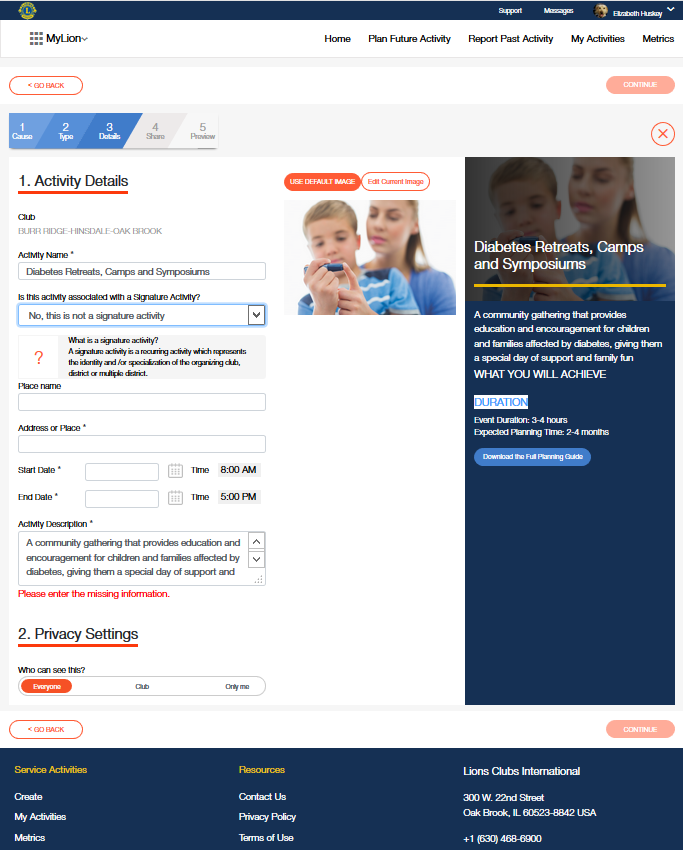 Support Messages Elizabeth Huskey
MyLion
Home Plan Future Activity Report Past Activity My Activities Metrics
< GO BACK
CONTINUE
1 Cause
2 Type
3 Details
4 Share
5 Preview
1. Activity Details
Club
BURR RIDGE-HINSDALE-OAK BROOK
Activity Name *
Diabetes Retreats, Camps and Symposiums
Is this activity associated with a Signature Activity?
No, this is not a signature activity
?
What is a signature activity?
A signature activity is a recurring activity which represents
the identity and /or specialization of the organizing club,
district or multiple district.
Place name
Address or Place *
Start Date * Time 8:00 AM
End Date * Time 5:00 PM
Activity Description *
A community gathering that provides education and
encouragement for children and families affected by
diabetes, giving them a special day of support and
Please enter the missing information.
2. Privacy Settings
Who can see this?
Everyone Club Only me
USE DEFAULT IMAGE Edit Current Image
Diabetes Retreats, Camps
and Symposiums
A community gathering that provides
education and encouragement for children
and families affected by diabetes, giving them
a special day of support and family fun
WHAT YOU WILL ACHIEVE
DURATION
Event Duration: 3-4 hours
Expected Planning Time: 2-4 months
Download the Full Planning Guide
< GO BACK
CONTINUE
Service Activities
Create
My Activities
Metrics
Resources
Contact Us
Privacy Policy
Terms of Use
Lions Clubs International
300 W. 22nd Street
Oak Brook, IL 60523-8842 USA
+1 (630) 468-6900